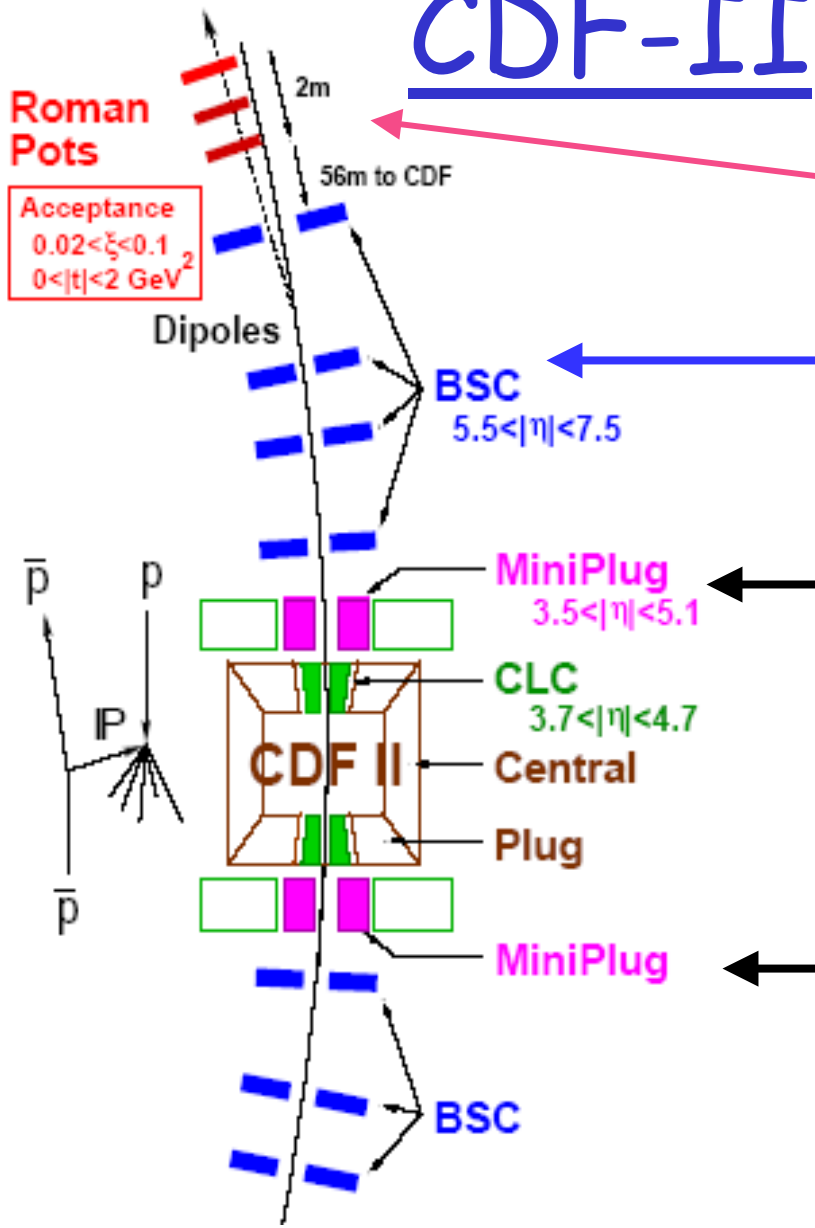 CDF-II
2m
Roman
Pots
56m to CDF
Acceptance
0.02<ξ<0.1
0<|t|<2 GeV²
Dipoles
BSC
5.5<|η|<7.5
p̅
p
MiniPlug
3.5<|η|<5.1
CLC
3.7<|η|<4.7
IP
CDF II
Central
Plug
p̅
MiniPlug
BSC